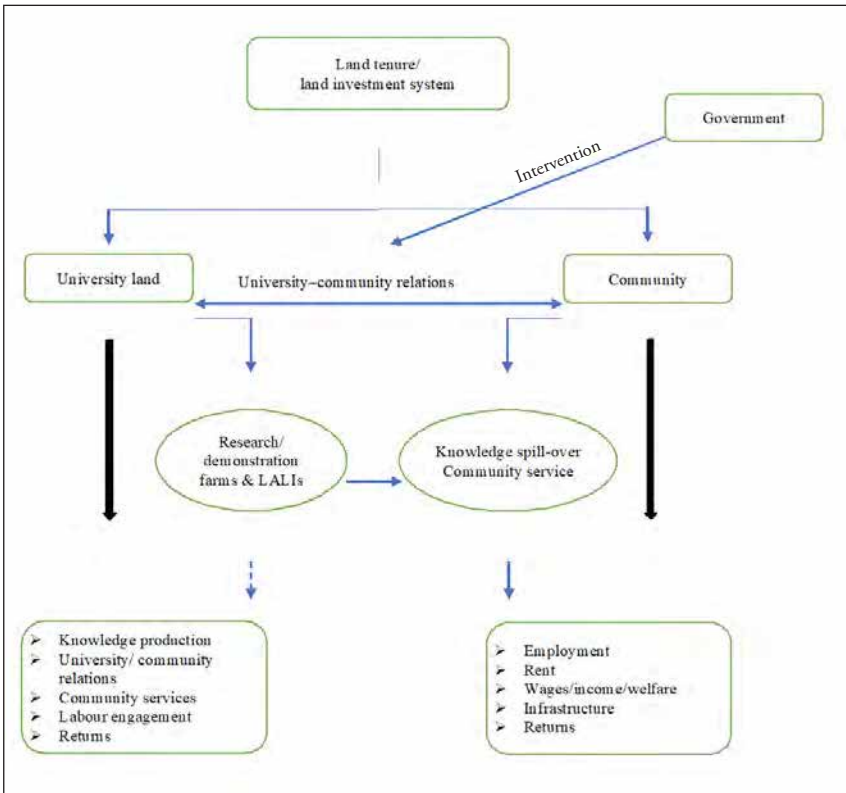 Land tenure/
land investment system
Government
Intervention
University land
University–community relations
Community
Research/
demonstration
farms & LALIs
Knowledge spill-over
Community service
➢ Knowledge production
➢ University/ community
relations
➢ Community services
➢ Labour engagement
➢ Returns
➢ Employment
➢ Rent
➢ Wages/income/welfare
➢ Infrastructure
➢ Returns